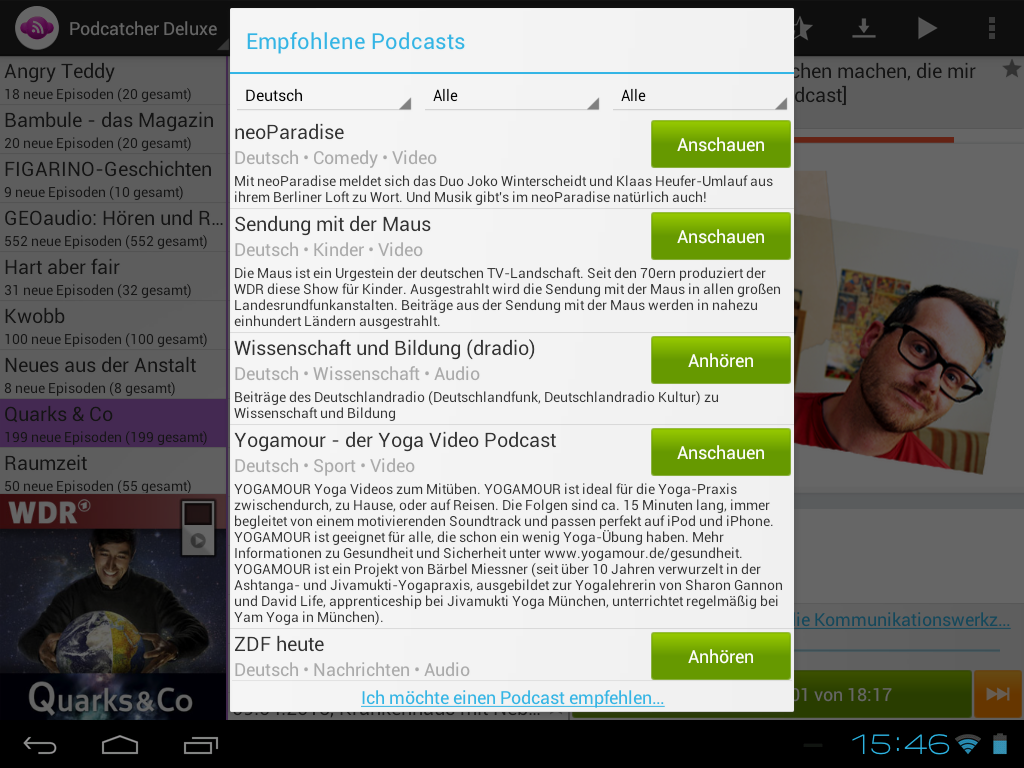 Podcatcher Deluxe
Angry Teddy
18 neue Episoden (20 gesamt)
Bambule - das Magazin
20 neue Episoden (20 gesamt)
FIGARINO-Geschichten
9 neue Episoden (10 gesamt)
GEOaudio: Hören und R...
552 neue Episoden (552 gesamt)
Hart aber fair
31 neue Episoden (32 gesamt)
Kwobb
100 neue Episoden (100 gesamt)
Neues aus der Anstalt
8 neue Episoden (8 gesamt)
Quarks & Co
199 neue Episoden (199 gesamt)
Raumzeit
50 neue Episoden (55 gesamt)
WDR
Quarks&Co
Empfohlene Podcasts
Deutsch Alle Alle
neoParadise
Anschauen
Deutsch • Comedy • Video
Mit neoParadise meldet sich das Duo Joko Winterscheidt und Klaas Heufer-Umlauf aus
ihrem Berliner Loft zu Wort. Und Musik gibt's im neoParadise natürlich auch!
Sendung mit der Maus
Anschauen
Deutsch • Kinder • Video
Die Maus ist ein Urgestein der deutschen TV-Landschaft. Seit den 70ern produziert der
WDR diese Show für Kinder. Ausgestrahlt wird die Sendung mit der Maus in allen großen
Landesrundfunkanstalten. Beiträge aus der Sendung mit der Maus werden in nahezu
einhundert Ländern ausgestrahlt.
Wissenschaft und Bildung (dradio)
Anhören
Deutsch • Wissenschaft • Audio
Beiträge des Deutschlandradio (Deutschlandfunk, Deutschlandradio Kultur) zu
Wissenschaft und Bildung
Yogamour - der Yoga Video Podcast
Anschauen
Deutsch • Sport • Video
YOGAMOUR Yoga Videos zum Mitüben. YOGAMOUR ist ideal für die Yoga-Praxis
zwischendurch, zu Hause, oder auf Reisen. Die Folgen sind ca. 15 Minuten lang, immer
begleitet von einem motivierenden Soundtrack und passen perfekt auf iPod und iPhone.
YOGAMOUR ist geeignet für alle, die schon ein wenig Yoga-Übung haben. Mehr
Informationen zu Gesundheit und Sicherheit unter www.yogamour.de/gesundheit.
YOGAMOUR ist ein Projekt von Bärbel Miessner (seit über 10 Jahren verwurzelt in der
Ashtanga- und Jivamukti-Yogapraxis, ausgebildet zur Yogalehrerin von Sharon Gannon
und David Life, apprenticeship bei Jivamukti Yoga München, unterrichtet regelmäßig bei
Yam Yoga in München).
ZDF heute
Anhören
Deutsch • Nachrichten • Audio
Ich möchte einen Podcast empfehlen...
chen machen, die mir
dcast]
die Kommunikationswerkz...
01 von 18:17
15:46